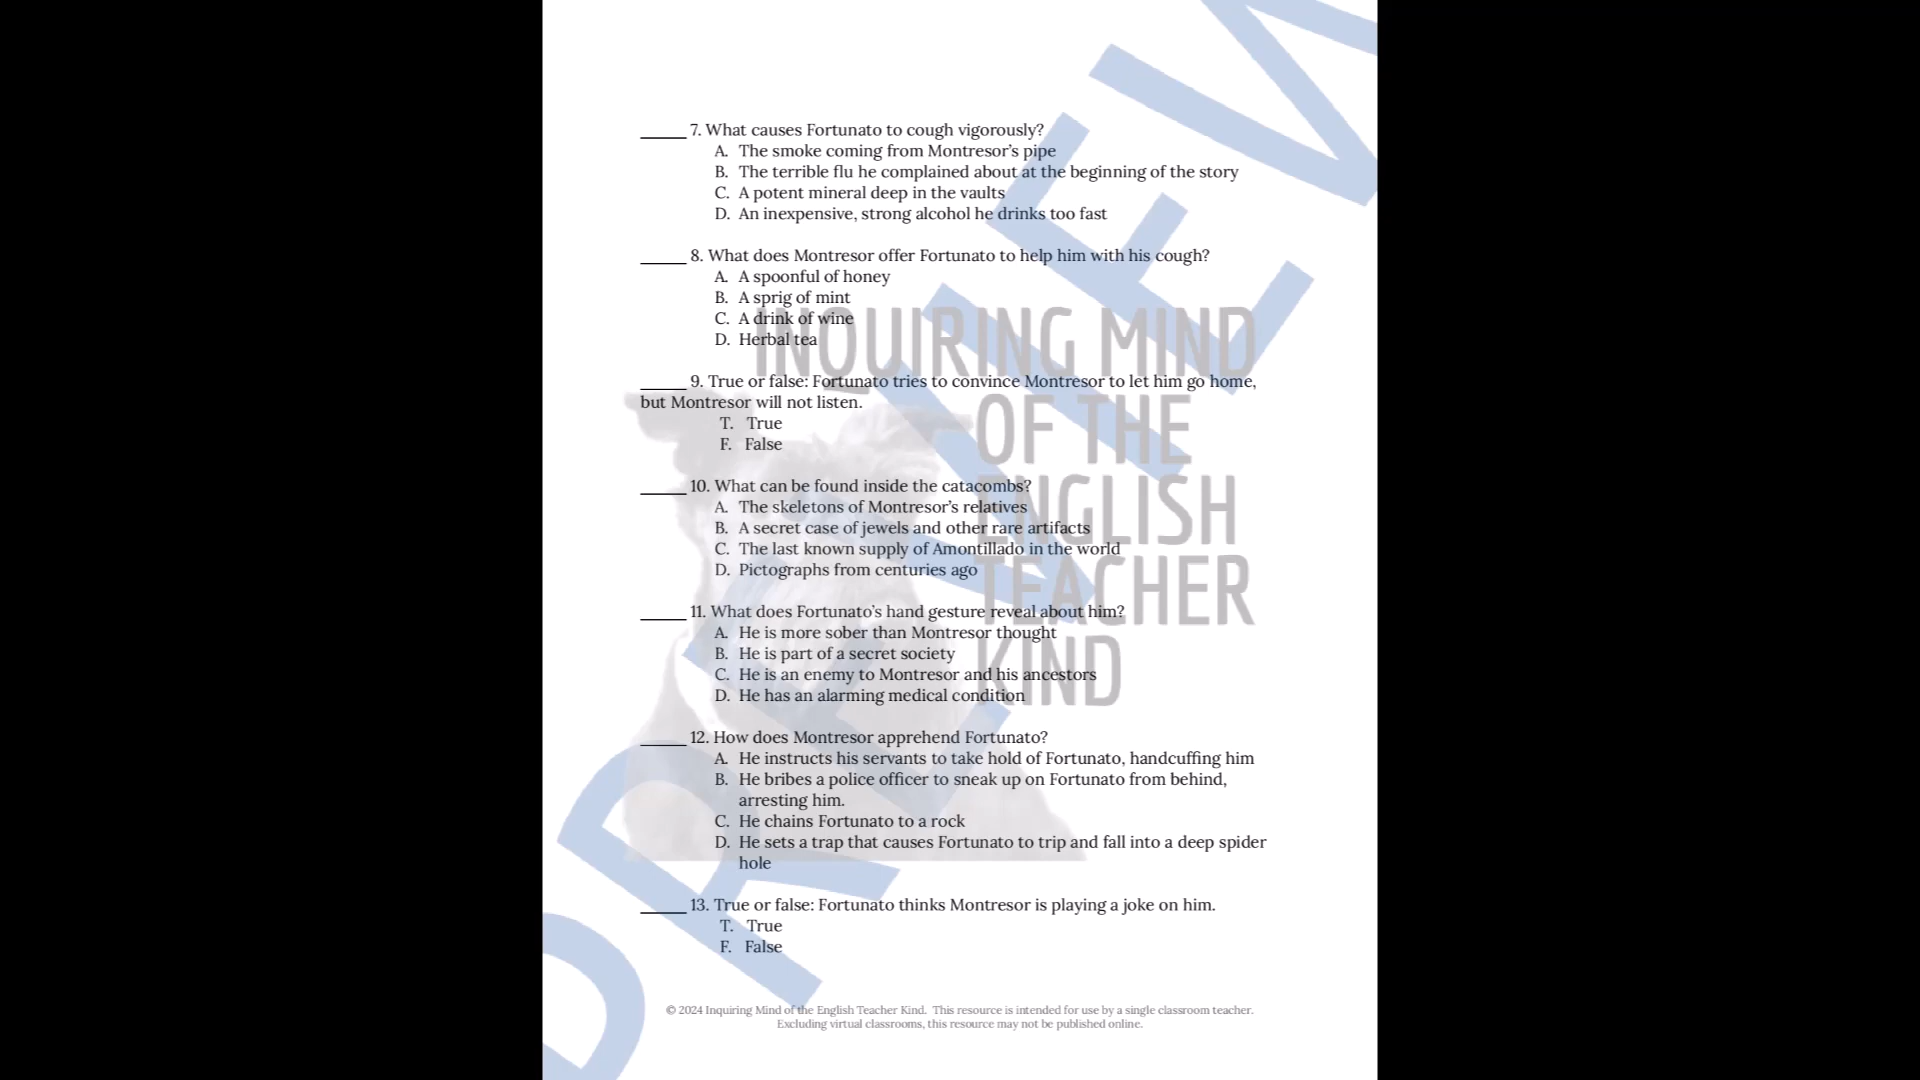 ______ 7. What causes Fortunato to cough vigorously?
A. The smoke coming from Montresor’s pipe
B. The terrible flu he complained about at the beginning of the story
C. A potent mineral deep in the vaults
D. An inexpensive, strong alcohol he drinks too fast
______ 8. What does Montresor offer Fortunato to help him with his cough?
A. A spoonful of honey
B. A sprig of mint
C. A drink of wine
D. Herbal tea
______ 9. True or false: Fortunato tries to convince Montresor to let him go home,
but Montresor will not listen.
T. True
F. False
______ 10. What can be found inside the catacombs?
A. The skeletons of Montresor’s relatives
B. A secret case of jewels and other rare artifacts
C. The last known supply of Amontillado in the world
D. Pictographs from centuries ago
______ 11. What does Fortunato’s hand gesture reveal about him?
A. He is more sober than Montresor thought
B. He is part of a secret society
C. He is an enemy to Montresor and his ancestors
D. He has an alarming medical condition
______ 12. How does Montresor apprehend Fortunato?
A. He instructs his servants to take hold of Fortunato, handcuffing him
B. He bribes a police officer to sneak up on Fortunato from behind,
arresting him.
C. He chains Fortunato to a rock
D. He sets a trap that causes Fortunato to trip and fall into a deep spider
hole
______ 13. True or false: Fortunato thinks Montresor is playing a joke on him.
T. True
F. False
© 2024 Inquiring Mind of the English Teacher Kind. This resource is intended for use by a single classroom teacher.
Excluding virtual classrooms, this resource may not be published online.
INQUIRING MIND
OF THE
ENGLISH
TEACHER
KIND
PREVIEW